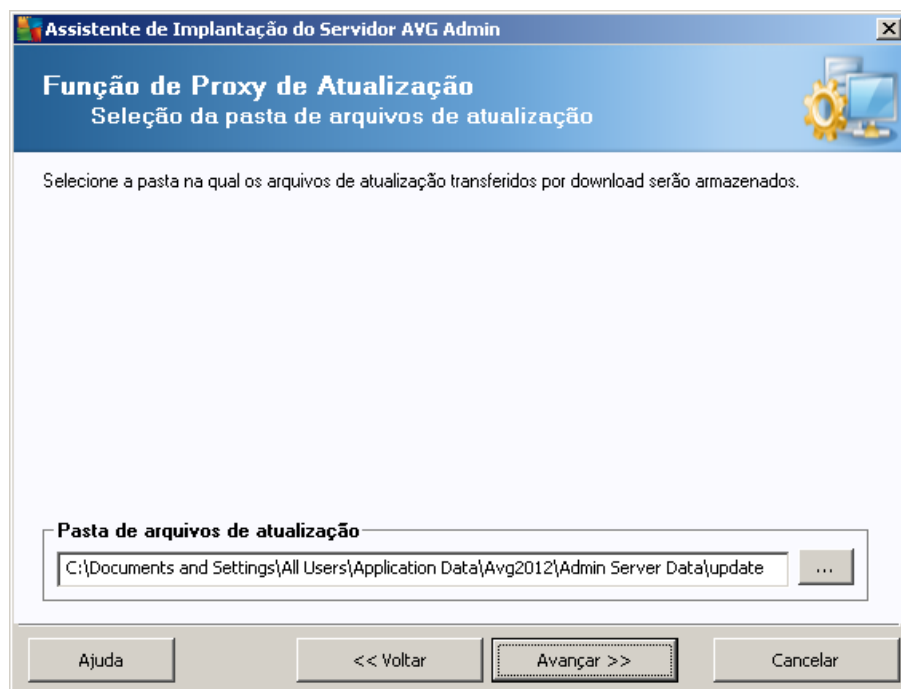 Assistente de Implantação do Servidor AVG Admin
Função de Proxy de Atualização
Seleção da pasta de arquivos de atualização
Selecione a pasta na qual os arquivos de atualização transferidos por download serão armazenados.
Pasta de arquivos de atualização
C:\Documents and Settings\All Users\Application Data\Avg2012\Admin Server Data\update
...
Ajuda
<< Voltar
Avançar >>
Cancelar